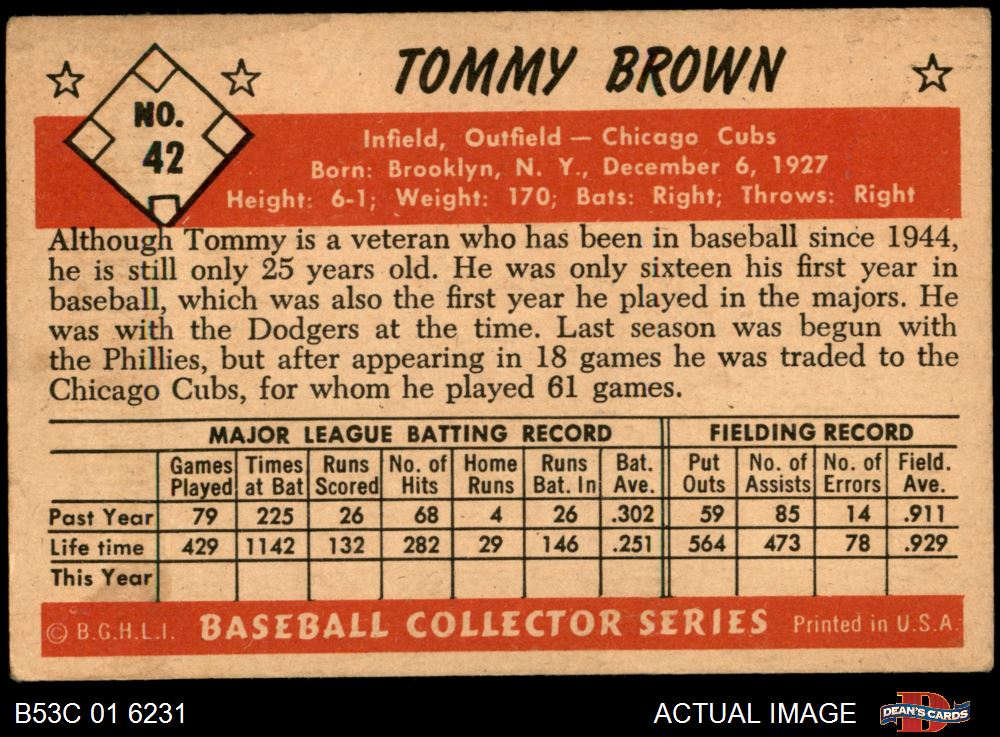 TOMMY BROWN
NO.
42
Infield, Outfield — Chicago Cubs
Born: Brooklyn, N. Y., December 6, 1927
Height: 6-1; Weight: 170; Bats: Right; Throws: Right
Although Tommy is a veteran who has been in baseball since 1944,
he is still only 25 years old. He was only sixteen his first year in
baseball, which was also the first year he played in the majors. He
was with the Dodgers at the time. Last season was begun with
the Phillies, but after appearing in 18 games he was traded to the
Chicago Cubs, for whom he played 61 games.
MAJOR LEAGUE BATTING RECORD FIELDING RECORD
Games Times Runs No. of Home Runs Bat. Put No. of No. of Field.
Played at Bat Scored Hits Runs Bat. In Ave. Outs Assists Errors Ave.
Past Year 79 225 26 68 4 26 .302 59 85 14 .911
Life time 429 1142 132 282 29 146 .251 564 473 78 .929
This Year
© B.G.H.L.I. BASEBALL COLLECTOR SERIES Printed in U.S.A.
B53C 01 6231 ACTUAL IMAGE DEAN'S CARDS